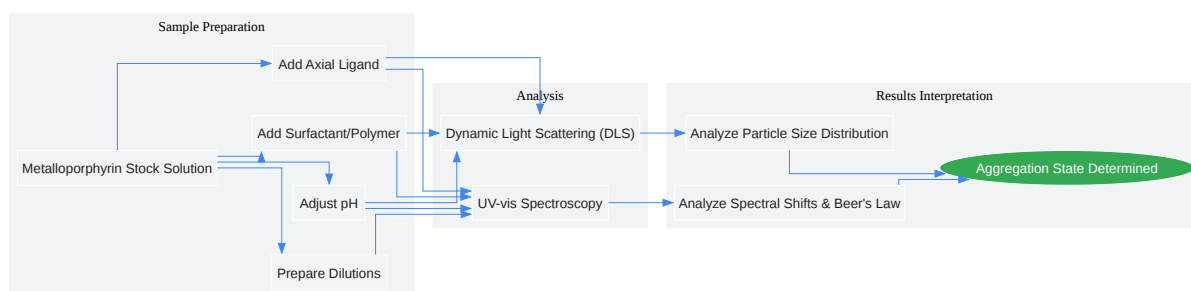 Sample Preparation
Add Axial Ligand
Analysis
Results Interpretation
Add Surfactant/Polymer
Dynamic Light Scattering (DLS)
Analyze Particle Size Distribution
Metalloporphyrin Stock Solution
Aggregation State Determined
Adjust pH
UV-vis Spectroscopy
Analyze Spectral Shifts & Beer's Law
Prepare Dilutions